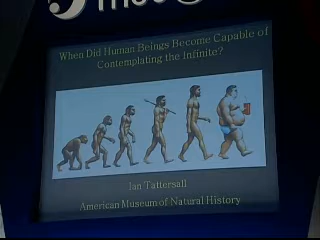 When Did Human Beings Become Capable of
Contemplating the Infinite?
Ian Tattersall
American Museum of Natural History